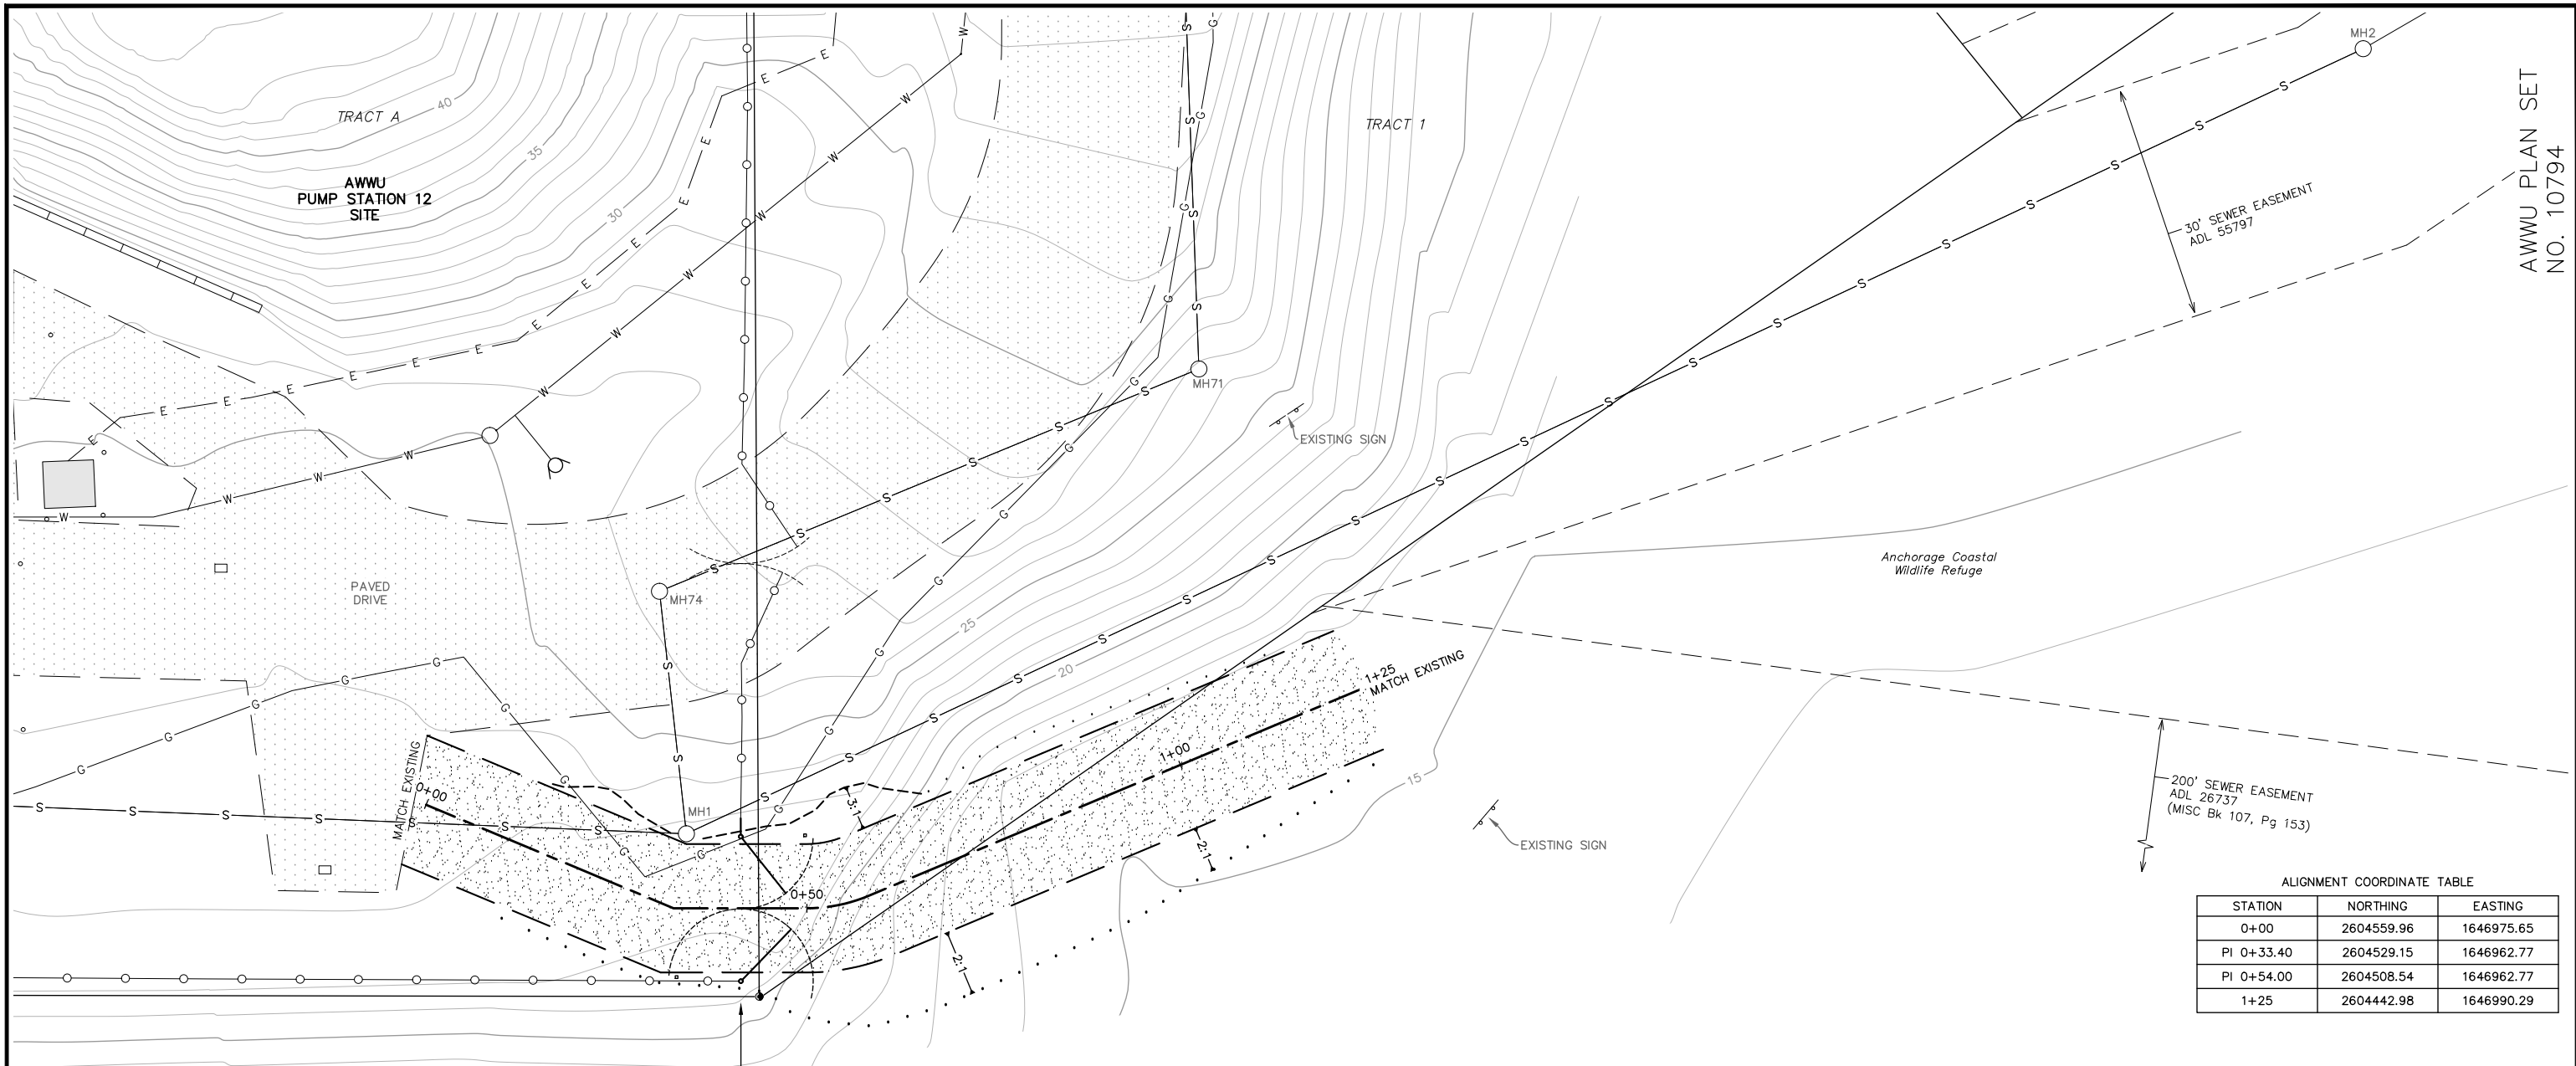 TRACT A
40
35
30
AWWU
PUMP STATION 12
SITE
TRACT 1
MH2
AWWU PLAN SET
NO. 10794
30' SEWER EASEMENT
ADL 55797
MH71
EXISTING SIGN
PAVED
DRIVE
MH74
25
20
Anchorage Coastal
Wildlife Refuge
1+25
MATCH EXISTING
1+00
15
MATCH EXISTING
0+00
MH1
3:1
0+50
2:1
2:1
EXISTING SIGN
200' SEWER EASEMENT
ADL 26737
(MISC Bk 107, Pg 153)
ALIGNMENT COORDINATE TABLE
STATION NORTHING EASTING
0+00 2604559.96 1646975.65
PI 0+33.40 2604529.15 1646962.77
PI 0+54.00 2604508.54 1646962.77
1+25 2604442.98 1646990.29
E E E E E E E E E E E E E
W W W W W W W W W W W
S S S S S S S S S S S S
G G G G G G G G G G G G